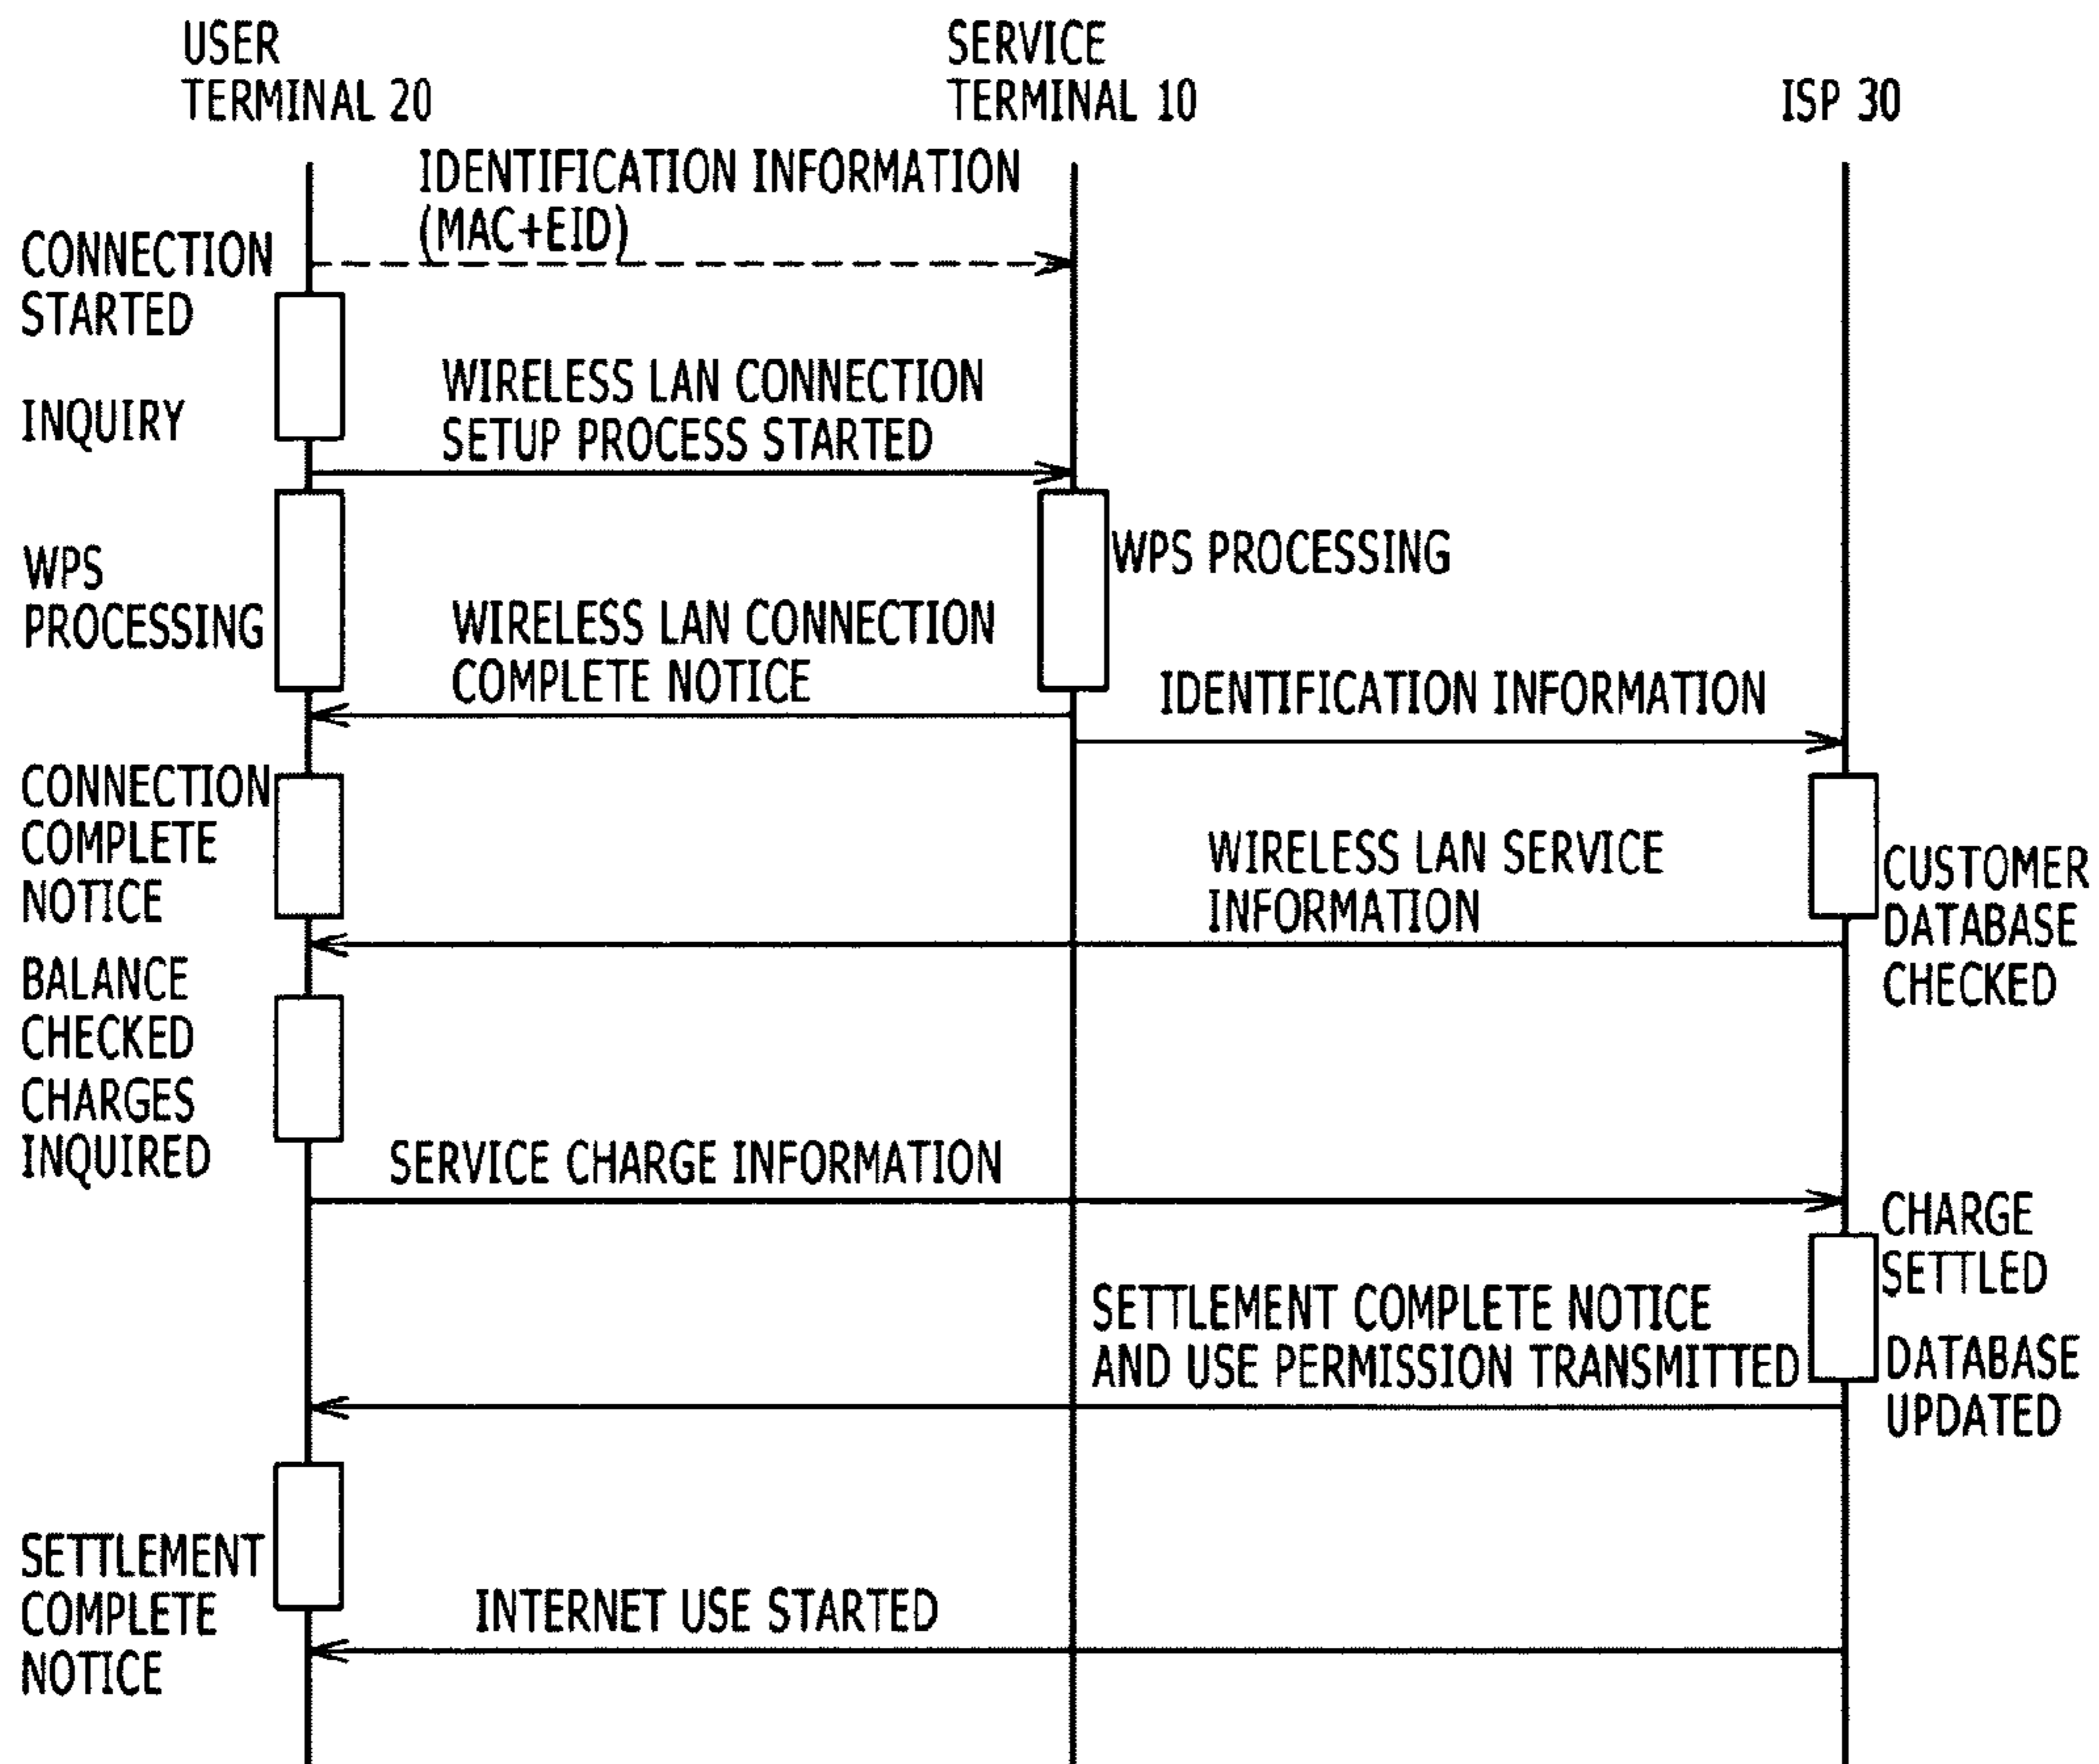 USER
TERMINAL 20
SERVICE
TERMINAL 10
ISP 30
IDENTIFICATION INFORMATION
(MAC+EID)
CONNECTION
STARTED
INQUIRY
WIRELESS LAN CONNECTION
SETUP PROCESS STARTED
WPS
PROCESSING
WPS PROCESSING
WIRELESS LAN CONNECTION
COMPLETE NOTICE
IDENTIFICATION INFORMATION
CONNECTION
COMPLETE
NOTICE
WIRELESS LAN SERVICE
INFORMATION
CUSTOMER
DATABASE
CHECKED
BALANCE
CHECKED
CHARGES
INQUIRED
SERVICE CHARGE INFORMATION
CHARGE
SETTLED
SETTLEMENT COMPLETE NOTICE
AND USE PERMISSION TRANSMITTED
DATABASE
UPDATED
SETTLEMENT
COMPLETE
NOTICE
INTERNET USE STARTED